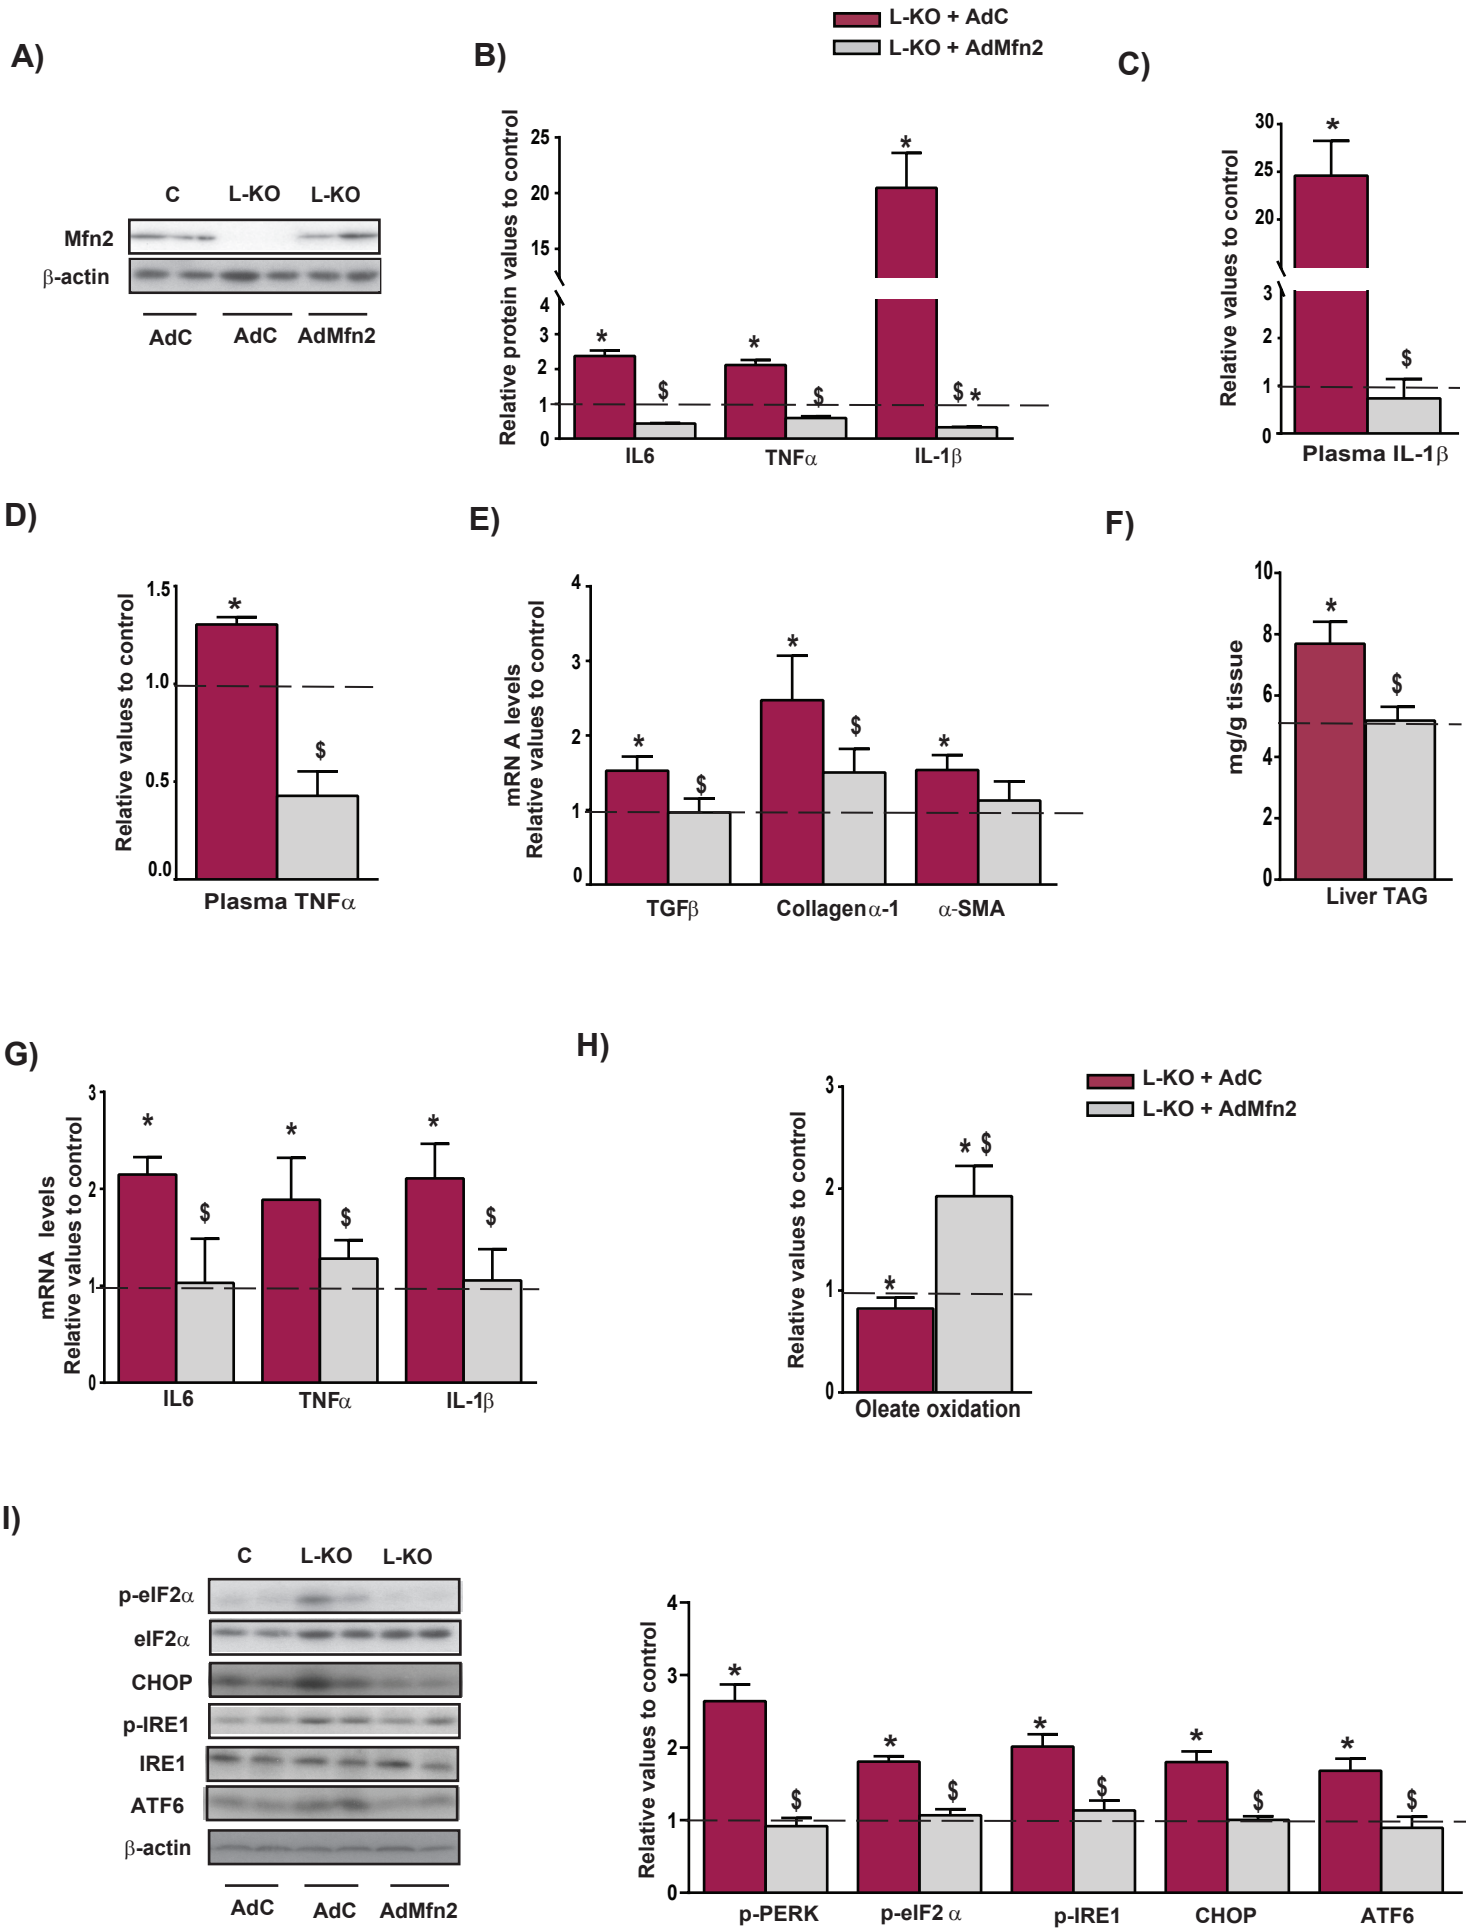 L-KO + AdC
L-KO + AdMfn2
A)
C L-KO L-KO
Mfn2
β-actin
AdC AdC AdMfn2
B)
Relative protein values to control
25
20
15
4
3
2
1
0
* $ * $ * $ *
IL6 TNFα IL-1β
C)
Relative values to control
30
25
20
3
2
1
0
* $
Plasma IL-1β
D)
Relative values to control
1.5
1.0
0.5
0.0
* $
Plasma TNFα
E)
mRN A levels
Relative values to control
4
3
2
1
0
* $ * $ *
TGFβ Collagen α-1 α-SMA
F)
mg/g tissue
10
8
6
4
2
0
* $
Liver TAG
G)
mRNA levels
Relative values to control
3
2
1
0
* $ * $ * $
IL6 TNFα IL-1β
H)
Relative values to control
3
2
1
0
* * $
Oleate oxidation
L-KO + AdC
L-KO + AdMfn2
I)
C L-KO L-KO
p-eIF2α
eIF2α
CHOP
p-IRE1
IRE1
ATF6
β-actin
AdC AdC AdMfn2
Relative values to control
4
3
2
1
0
* $ * $ * $ * $ * $
p-PERK p-eIF2 α p-IRE1 CHOP ATF6